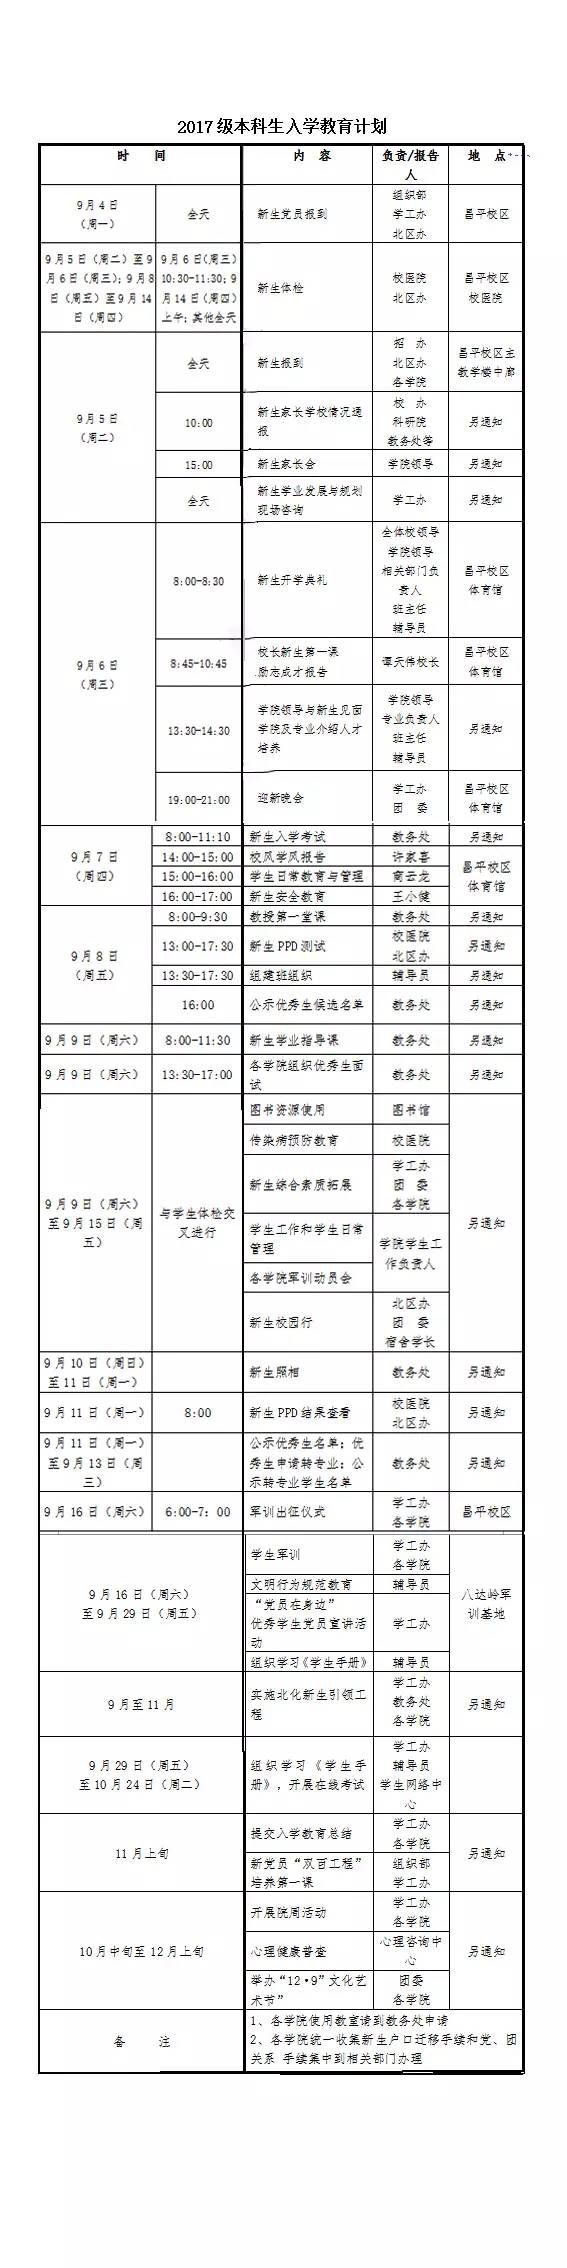 2017级本科生入学教育计划
时 间 内 容 负责/报告人 地 点
9月4日（周一） 全天 新生党员报到 组织部 学工办 北区办 昌平校区
9月5日（周二）至9月6日（周三）；9月8日（周五）至9月14日（周四） 9月6日（周三）10:30-11:30；9月14日（周四）上午；其他全天 新生体检 校医院 北区办 昌平校区校医院
9月5日（周二） 全天 新生报到 招 办 北区办 各学院 昌平校区主教学楼中廊
10:00 新生家长学校情况通报 校 办 科研院 教务处等 另通知
15:00 新生家长会 学院领导 另通知
全天 新生学业发展与规划现场咨询 学工办 另通知
9月6日（周三） 8:00-8:30 新生开学典礼 全体校领导 学院领导 相关部门负责人 班主任 辅导员 昌平校区体育馆
8:45-10:45 校长新生第一课 励志成才报告 谭天伟校长 昌平校区体育馆
13:30-14:30 学院领导与新生见面 学院及专业介绍人才培养 学院领导 专业负责人 班主任 辅导员 另通知
19:00-21:00 迎新晚会 学工办 团 委 昌平校区体育馆
9月7日（周四） 8:00-11:10 新生入学考试 教务处 另通知
14:00-15:00 校风学风报告 许家喜 昌平校区体育馆
15:00-16:00 学生日常教育与管理 南云龙
16:00-17:00 新生安全教育 王小健
9月8日（周五） 8:00-9:30 教授第一堂课 教务处 另通知
13:00-17:30 新生PPD测试 校医院 北区办 另通知
13:30-17:30 组建班组织 辅导员 另通知
16:00 公示优秀生候选名单 教务处 另通知
9月9日（周六） 8:00-11:30 新生学业指导课 教务处 另通知
9月9日（周六） 13:30-17:00 各学院组织优秀生面试 教务处 另通知
9月9日（周六）至9月15日（周五） 与学生体检交叉进行 图书资源使用 图书馆 另通知
传染病预防教育 校医院
新生综合素质拓展 学工办 团 委 各学院
学生工作和学生日常管理 学院学生工作负责人
各学院军训动员会
新生校园行 北区办 团 委 宿舍学长
9月10日（周日）至11日（周一） 新生照相 教务处 另通知
9月11日（周一） 8:00 新生PPD结果查看 校医院 北区办 另通知
9月11日（周一）至9月13日（周三） 公示优秀生名单；优秀生申请转专业；公示转专业学生名单 教务处 另通知
9月16日（周六） 6:00-7：00 军训出征仪式 学工办 各学院 昌平校区
9月16日（周六）至9月29日（周五） 学生军训 学工办 各学院 八达岭军训基地
文明行为规范教育 辅导员
“党员在身边”优秀学生党员宣讲活动 学工办
组织学习《学生手册》 辅导员
9月至11月 实施北化新生引领工程 学工办 教务处 各学院 另通知
9月29日（周五）至10月24日（周二） 组织学习《学生手册》，开展在线考试 学工办 辅导员 学生网络中心
11月上旬 提交入学教育总结 学工办 各学院 另通知
新党员“双百工程”培养第一课 组织部 学工办
10月中旬至12月上旬 开展院周活动 学工办 各学院 另通知
心理健康普查 心理咨询中心
举办“12·9”文化艺术节” 团委 各学院
备 注 1、各学院使用教室请到教务处申请
2、各学院统一收集新生户口迁移手续和党、团关系 手续集中到相关部门办理